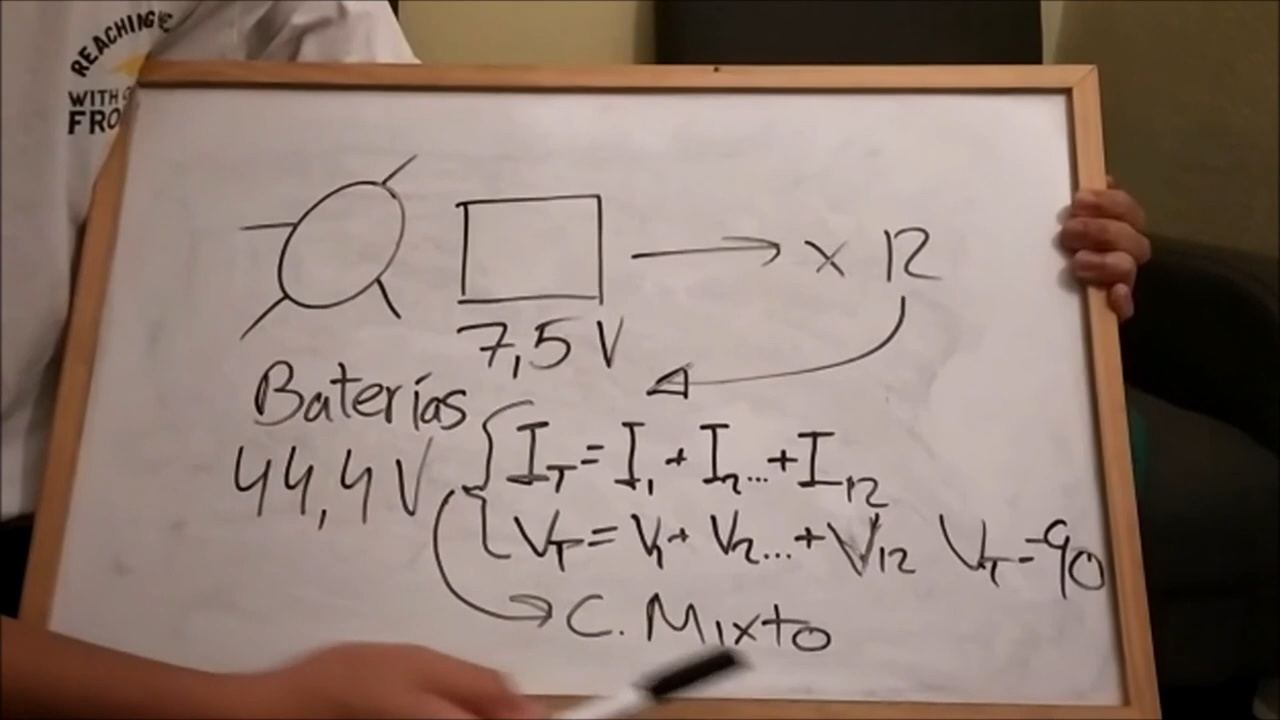 REACHING
WITH
FRO
x 12
7,5 V
Baterías
44,4 V
I_T = I_1 + I_2... + I_12
V_T = V_1 + V_2... + V_12 V_T = 90
C. Mixto